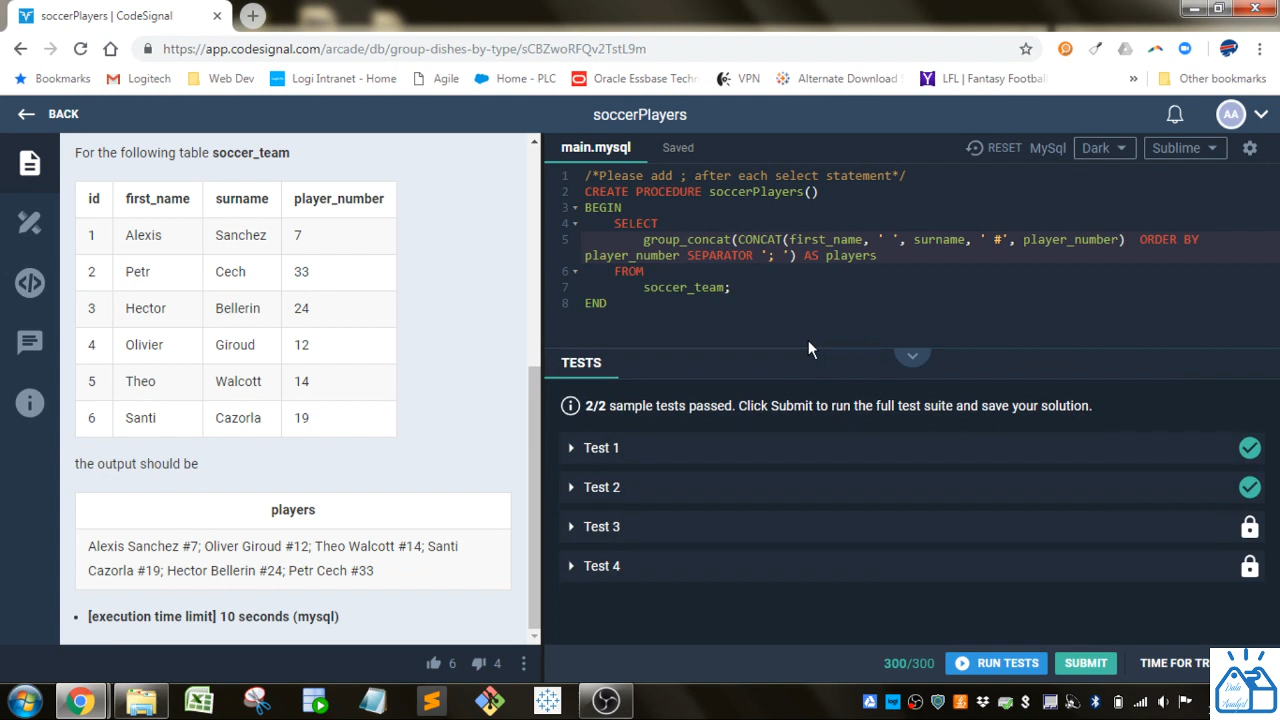 soccerPlayers | CodeSignal
https://app.codesignal.com/arcade/db/group-dishes-by-type/sCBZwoRFQv2TstL9m
Bookmarks
Logitech
Web Dev
Logi Intranet - Home
Agile
Home - PLC
Oracle Essbase Techn
VPN
Alternate Download
LFL | Fantasy Football
»
Other bookmarks
BACK
soccerPlayers
AA
For the following table soccer_team
id first_name surname player_number
1 Alexis Sanchez 7
2 Petr Cech 33
3 Hector Bellerin 24
4 Olivier Giroud 12
5 Theo Walcott 14
6 Santi Cazorla 19
the output should be
players
Alexis Sanchez #7; Oliver Giroud #12; Theo Walcott #14; Santi
Cazorla #19; Hector Bellerin #24; Petr Cech #33
• [execution time limit] 10 seconds (mysql)
6 4
main.mysql Saved RESET MySql Dark Sublime
1 /*Please add ; after each select statement*/
2 CREATE PROCEDURE soccerPlayers()
3 BEGIN
4 SELECT
5 group_concat(CONCAT(first_name, ' ', surname, ' #', player_number) ORDER BY
player_number SEPARATOR '; ') AS players
6 FROM
7 soccer_team;
8 END
TESTS
2/2 sample tests passed. Click Submit to run the full test suite and save your solution.
Test 1
Test 2
Test 3
Test 4
300/300 RUN TESTS SUBMIT TIME FOR TR
Data
Analyst